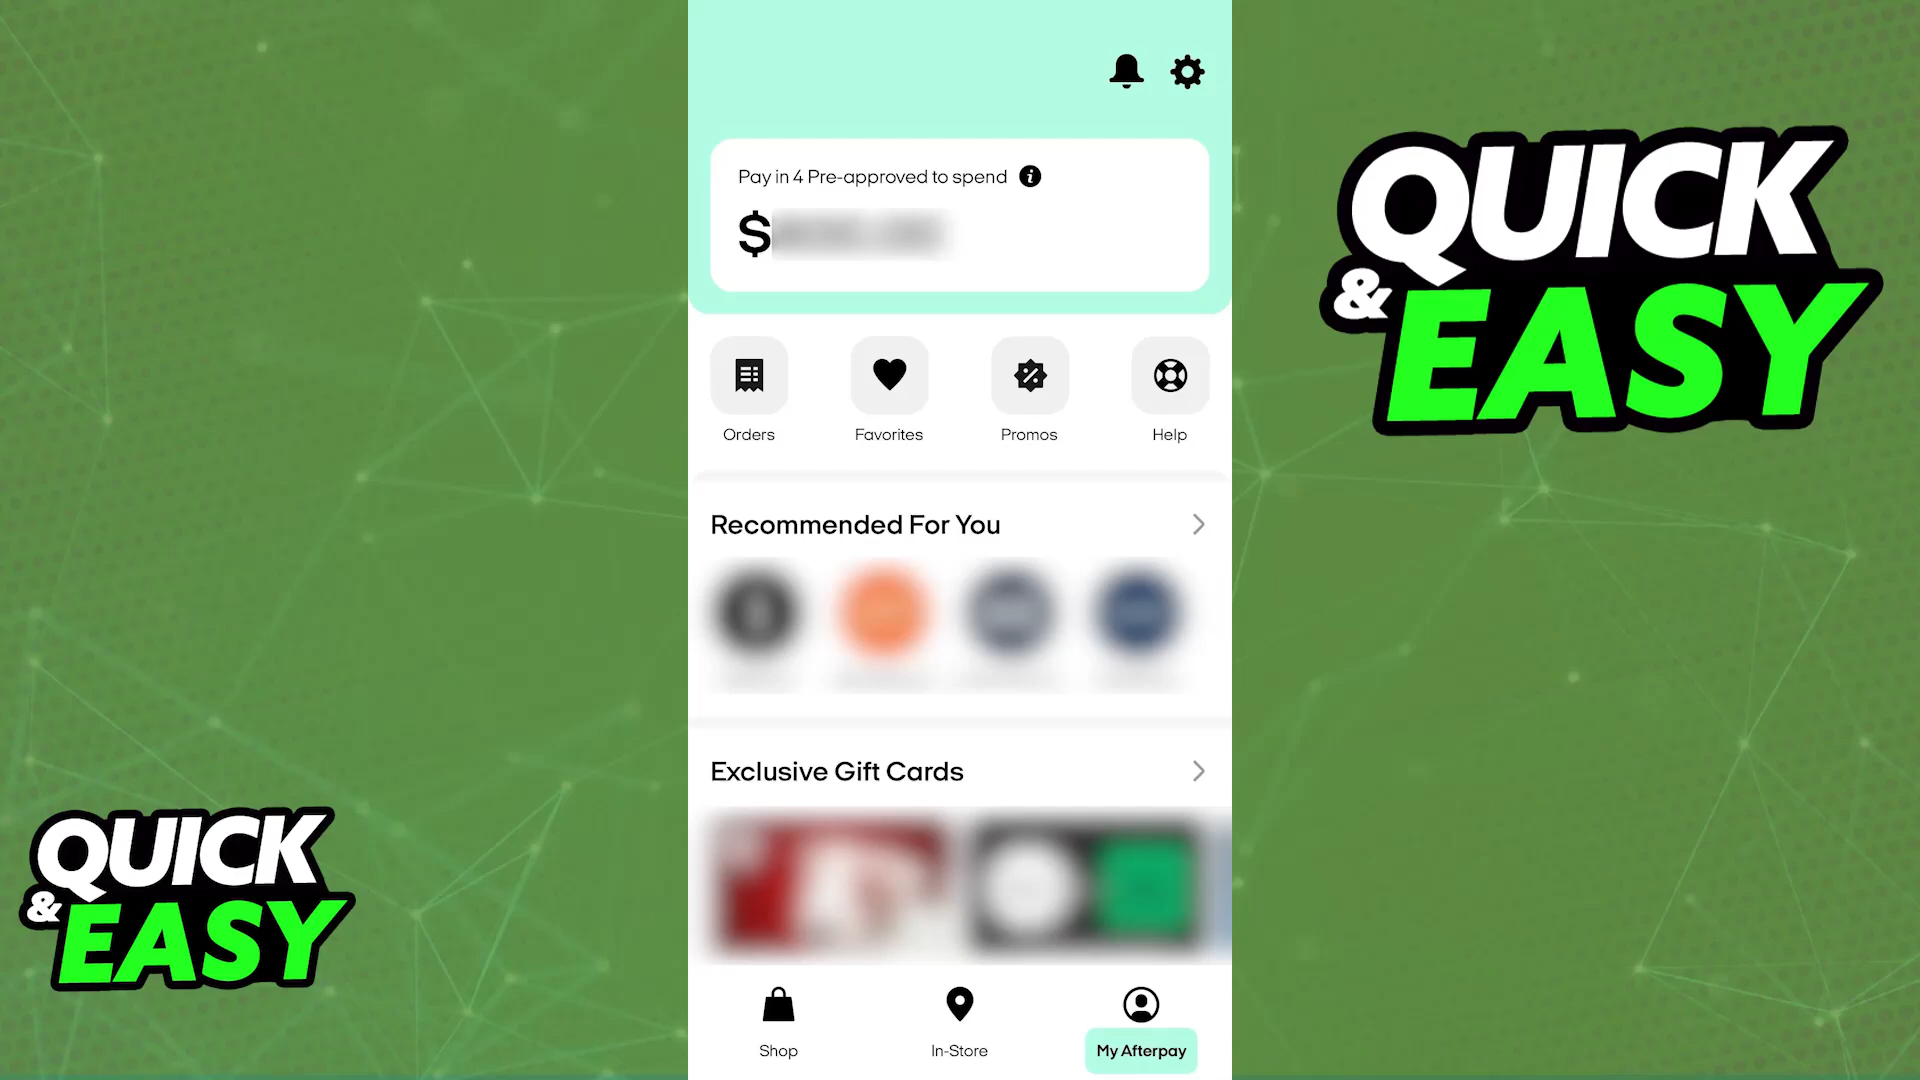 Pay in 4 Pre-approved to spend
$
Orders
Favorites
Promos
Help
Recommended For You
Exclusive Gift Cards
Shop
In-Store
My Afterpay
QUICK
& EASY
QUICK
& EASY